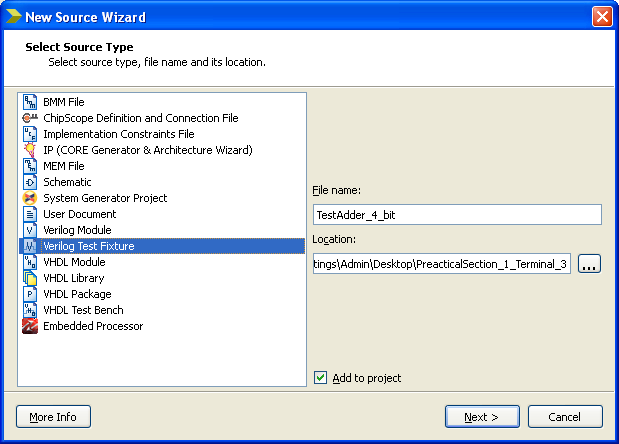 New Source Wizard
Select Source Type
Select source type, file name and its location.
BMM File
ChipScope Definition and Connection File
Implementation Constraints File
IP (CORE Generator & Architecture Wizard)
MEM File
Schematic
System Generator Project
User Document
Verilog Module
Verilog Test Fixture
VHDL Module
VHDL Library
VHDL Package
VHDL Test Bench
Embedded Processor
File name:
TestAdder_4_bit
Location:
tings\Admin\Desktop\PreacticalSection_1_Terminal_3
...
Add to project
More Info
Next >
Cancel